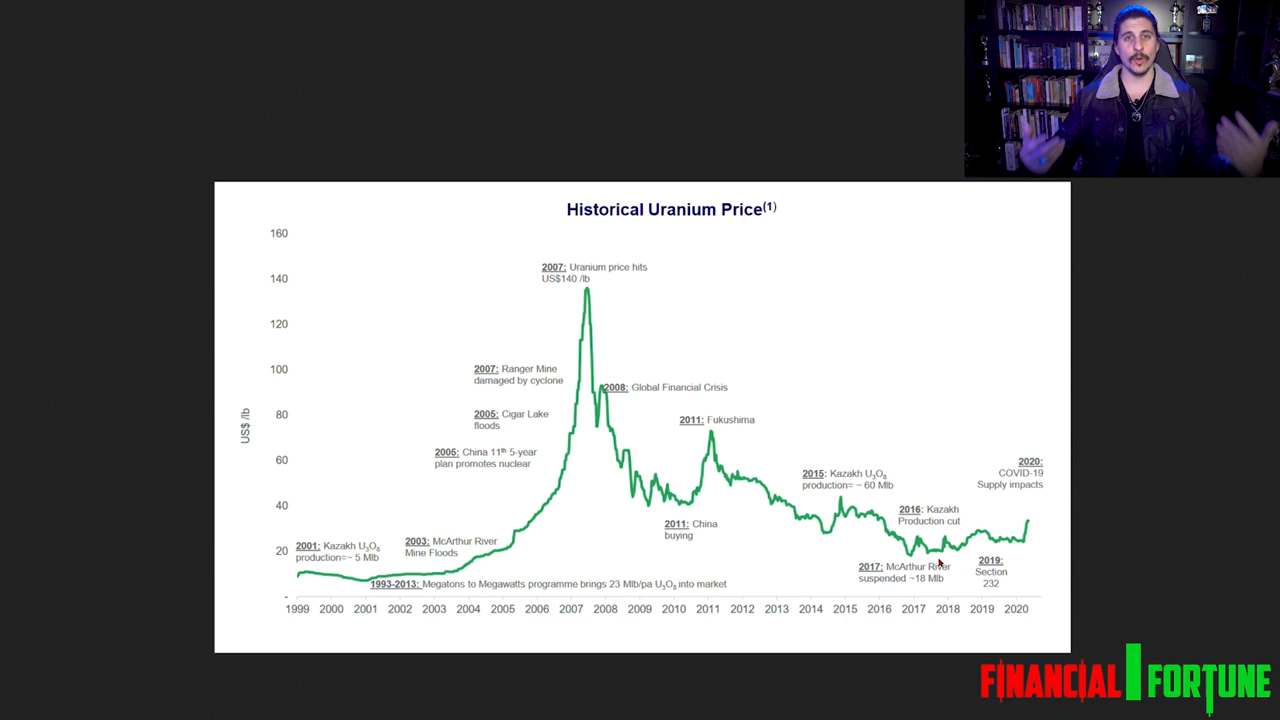 Historical Uranium Price(1)
160
140
120
100
80
60
40
20
-
US$ /lb
2007: Uranium price hits
US$140 /lb
2007: Ranger Mine
damaged by cyclone
2008: Global Financial Crisis
2005: Cigar Lake
floods
2011: Fukushima
2005: China 11th 5-year
plan promotes nuclear
2015: Kazakh U3O8
production= ~ 60 Mlb
2020:
COVID-19
Supply impacts
2016: Kazakh
Production cut
2011: China
buying
2001: Kazakh U3O8
production=~ 5 Mlb
2003: McArthur River
Mine Floods
2017: McArthur River
suspended ~18 Mlb
2019:
Section
232
1993-2013: Megatons to Megawatts programme brings 23 Mlb/pa U3O8 into market
1999 2000 2001 2002 2003 2004 2005 2006 2007 2008 2009 2010 2011 2012 2013 2014 2015 2016 2017 2018 2019 2020
FINANCIAL FORTUNE